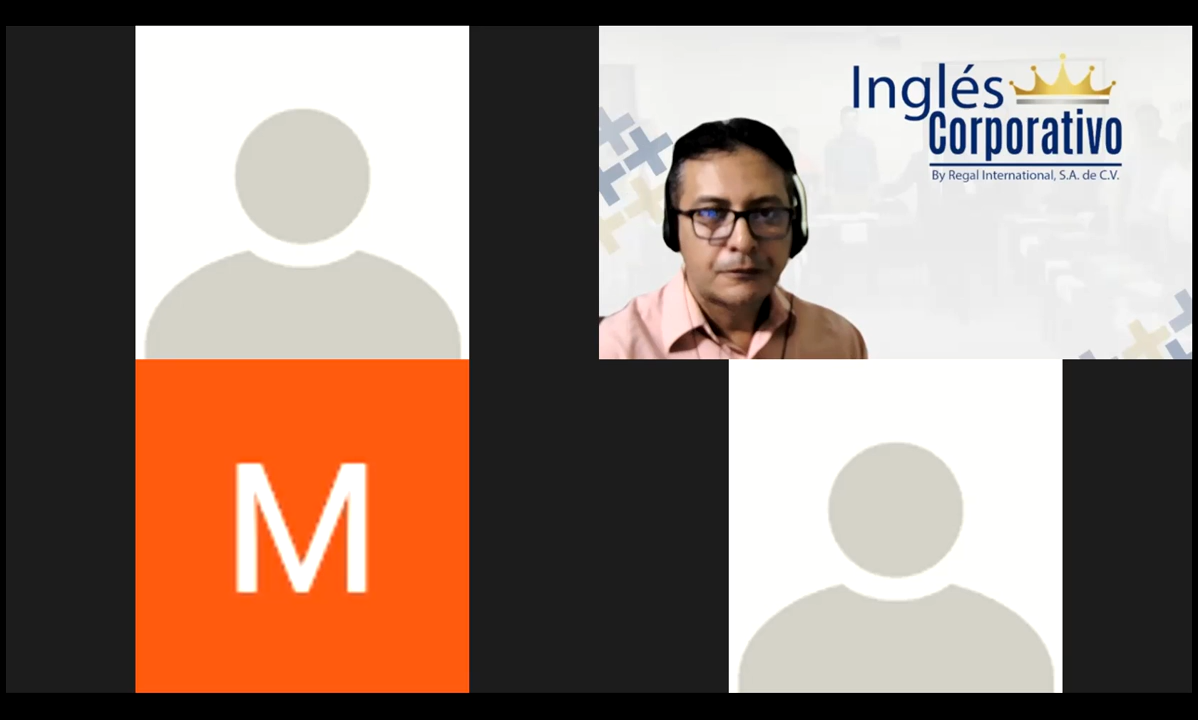 Inglés
Corporativo
By Regal International, S.A. de C.V.
M